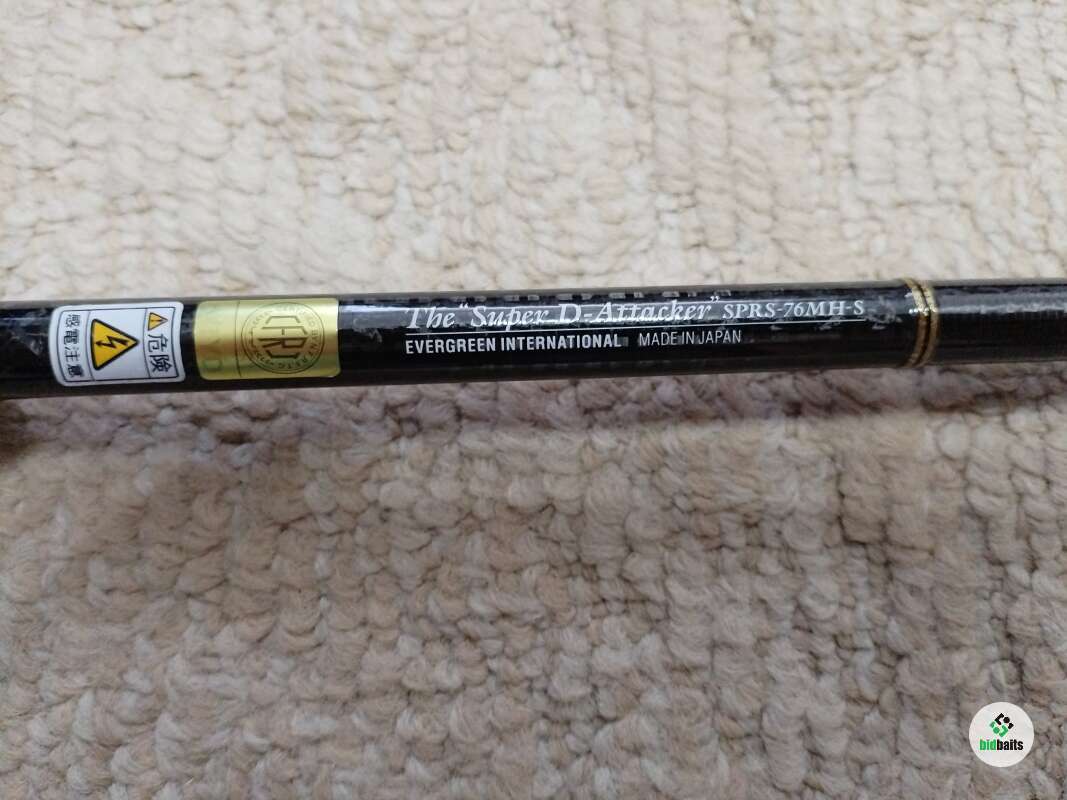 危険
感電注意
The "Super D-Attacker" SPRS-76MH-S
EVERGREEN INTERNATIONAL MADE IN JAPAN
bidbaits